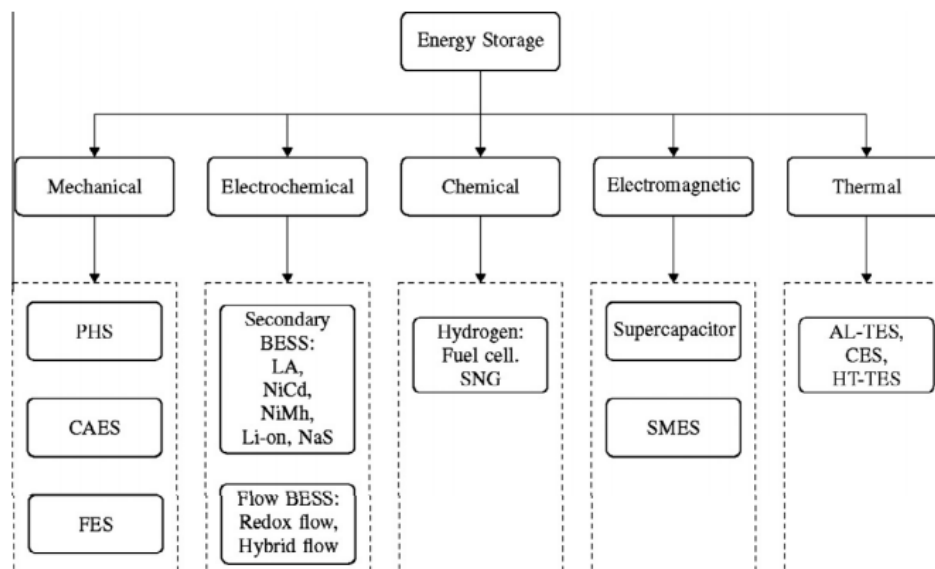 Energy Storage
Mechanical
Electrochemical
Chemical
Electromagnetic
Thermal
PHS
CAES
FES
Secondary
BESS:
LA,
NiCd,
NiMh,
Li-on, NaS
Flow BESS:
Redox flow,
Hybrid flow
Hydrogen:
Fuel cell.
SNG
Supercapacitor
SMES
AL-TES,
CES,
HT-TES